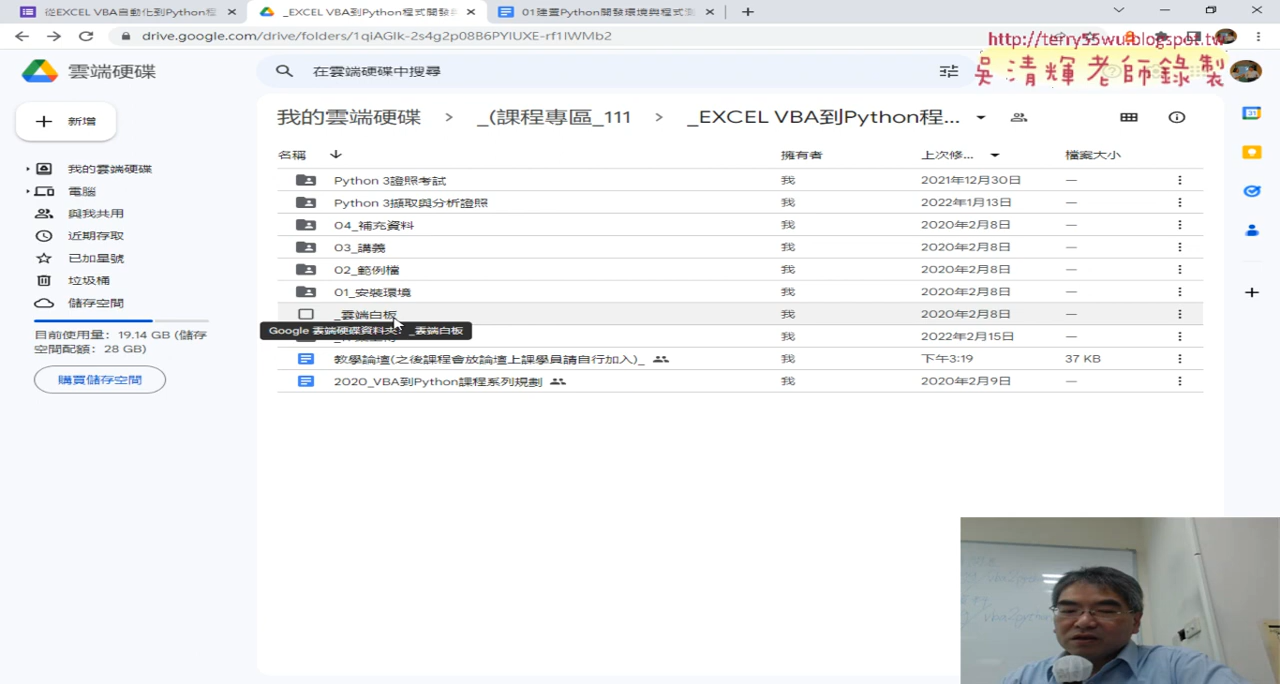 從EXCEL VBA自動化到Python程
_EXCEL VBA到Python程式開發
01建置Python開發環境與程式
drive.google.com/drive/folders/1qiAGIk-2s4g2p08B6PYIUXE-rf1IWMb2
http://terry55wu.blogspot.tw
吳清輝老師錄製
雲端硬碟
在雲端硬碟中搜尋
新增
我的雲端硬碟 > _(課程專區_111 > _EXCEL VBA到Python程...
名稱 擁有者 上次修... 檔案大小
我的雲端硬碟
電腦
與我共用
近期存取
已加星號
垃圾桶
儲存空間
目前使用量: 19.14 GB (儲存
空間配額: 28 GB)
購買儲存空間
Python 3證照考試 我 2021年12月30日 —
Python 3擷取與分析證照 我 2022年1月13日 —
04_補充資料 我 2020年2月8日 —
03_講義 我 2020年2月8日 —
02_範例檔 我 2020年2月8日 —
01_安裝環境 我 2020年2月8日 —
_雲端白板 我 2020年2月8日 —
Google 雲端硬碟資料夾: _雲端白板
我 2022年2月15日 —
教學論壇(之後課程會放論壇上課學員請自行加入)_ 我 下午3:19 37 KB
2020_VBA到Python課程系列規劃 我 2020年2月9日 —